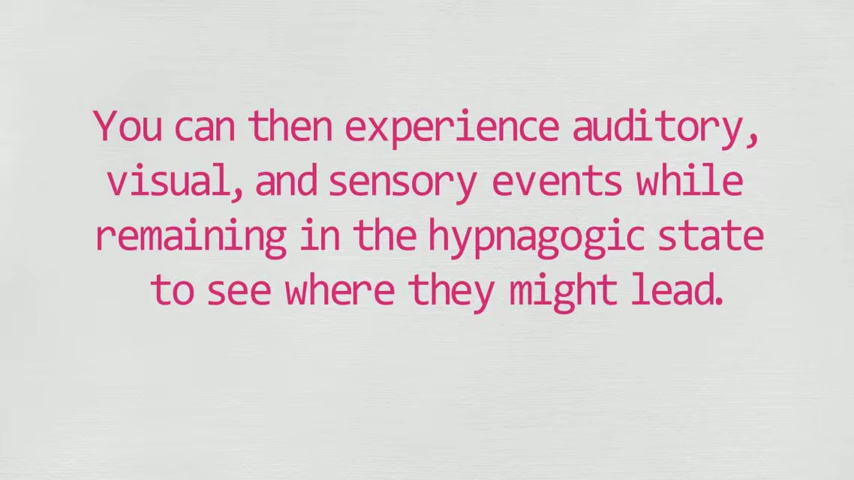 You can then experience auditory,
visual, and sensory events while
remaining in the hypnagogic state
to see where they might lead.